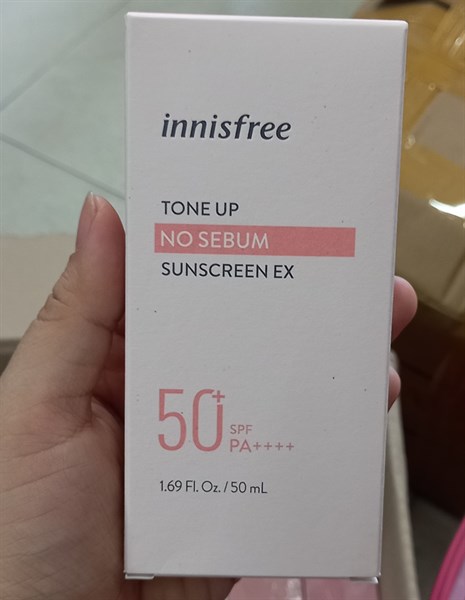 innisfree
TONE UP
NO SEBUM
SUNSCREEN EX
50+
SPF
PA++++
1.69 Fl. Oz. / 50 mL